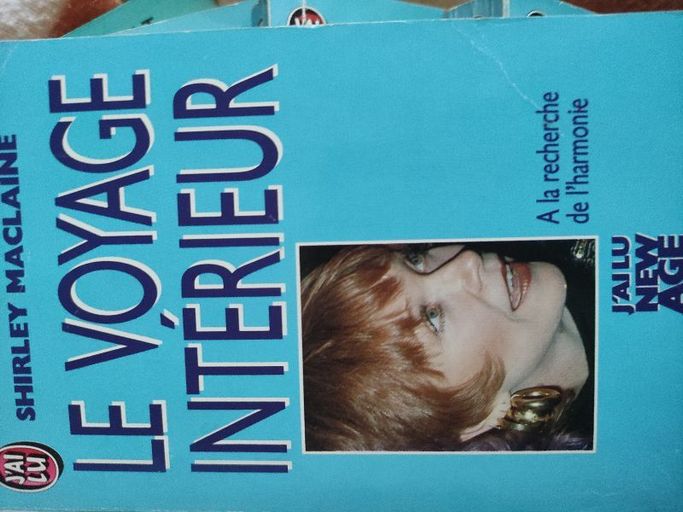 J'AI
LU
SHIRLEY MACLAINE
LE VOYAGE
INTÉRIEUR
A la recherche
de l'harmonie
J'AI LU
NEW
AGE